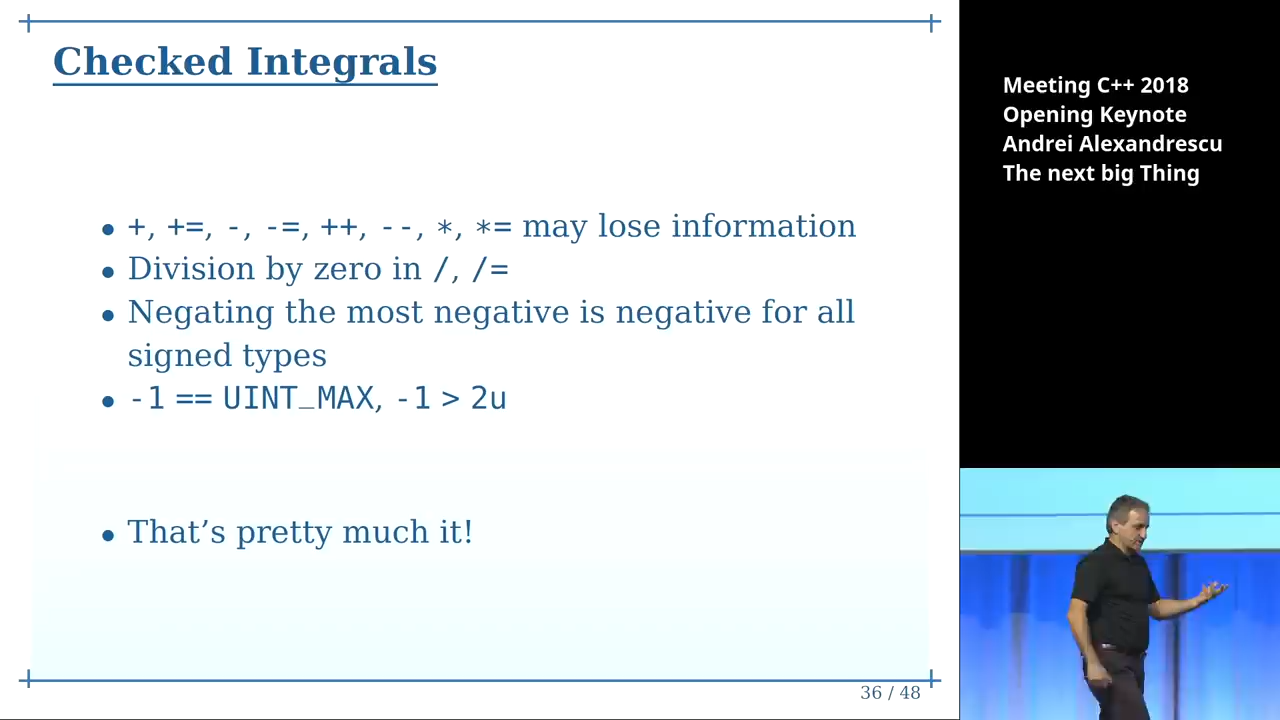 Checked Integrals
• +, +=, -, -=, ++, --, *, *= may lose information
• Division by zero in /, /=
• Negating the most negative is negative for all
signed types
• -1 == UINT_MAX, -1 > 2u
• That’s pretty much it!
36 / 48
Meeting C++ 2018
Opening Keynote
Andrei Alexandrescu
The next big Thing